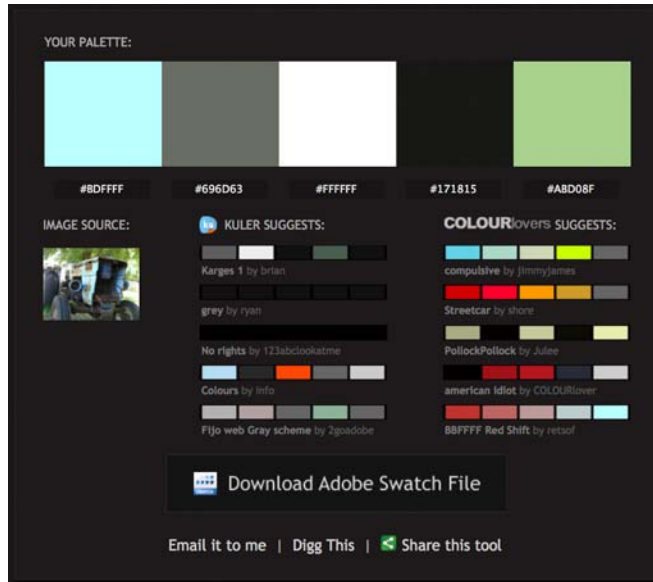 YOUR PALETTE:
#BDFFFF #696D63 #FFFFFF #171815 #ABD08F
IMAGE SOURCE:
ku KULER SUGGESTS:
Karges 1 by brian
grey by ryan
No rights by 123abclookatme
Colours by info
Fijo web Gray scheme by 2goadobe
COLOURlovers SUGGESTS:
compulsive by jimmyjames
Streetcar by shore
PollockPollock by Julee
american idiot by COLOURlover
BBFFFF Red Shift by retsof
Download Adobe Swatch File
Email it to me | Digg This | Share this tool